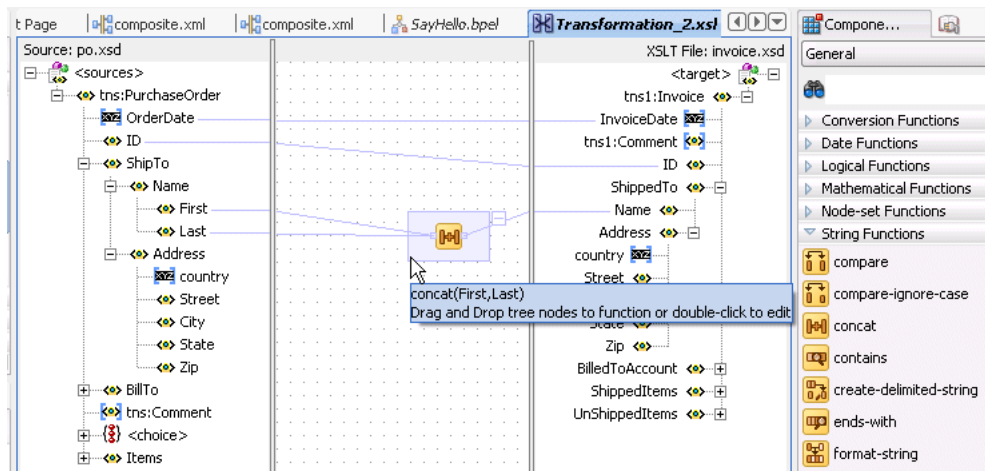 t Page
composite.xml
composite.xml
SayHello.bpel
Transformation_2.xsl
Compone...
Source: po.xsd
XSLT File: invoice.xsd
General
<sources>
<target>
tns:PurchaseOrder
tns1:Invoice
OrderDate
InvoiceDate
Conversion Functions
ID
tns1:Comment
Date Functions
ShipTo
ID
Logical Functions
Name
ShippedTo
Mathematical Functions
First
Name
Node-set Functions
Last
Address
String Functions
Address
country
compare
country
Street
Street
concat(First,Last)
compare-ignore-case
Drag and Drop tree nodes to function or double-click to edit
City
State
concat
State
Zip
Zip
contains
BillTo
BilledToAccount
tns:Comment
ShippedItems
create-delimited-string
<choice>
UnShippedItems
ends-with
Items
format-string